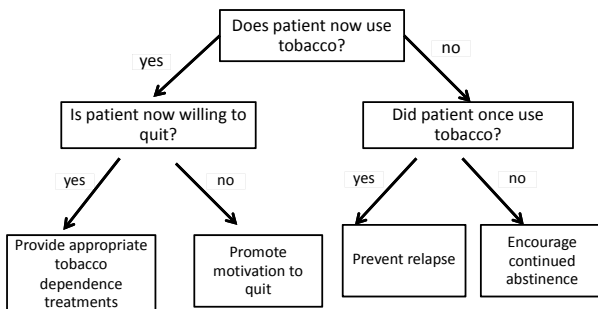 Does patient now use
tobacco?
yes
no
Is patient now willing to
quit?
Did patient once use
tobacco?
yes
no
yes
no
Provide appropriate
tobacco
dependence
treatments
Promote
motivation to
quit
Prevent relapse
Encourage
continued
abstinence